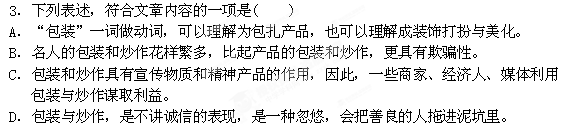 3. 下列表述，符合文章内容的一项是(　　)
A. “包装”一词做动词，可以理解为包扎产品，也可以理解成装饰打扮与美化。
B. 名人的包装和炒作花样繁多，比起产品的包装和炒作，更具有欺骗性。
C. 包装和炒作具有宣传物质和精神产品的作用，因此，一些商家、经济人、媒体利用
包装与炒作谋取利益。
D. 包装与炒作，是不讲诚信的表现，是一种忽悠，会把善良的人拖进泥坑里。